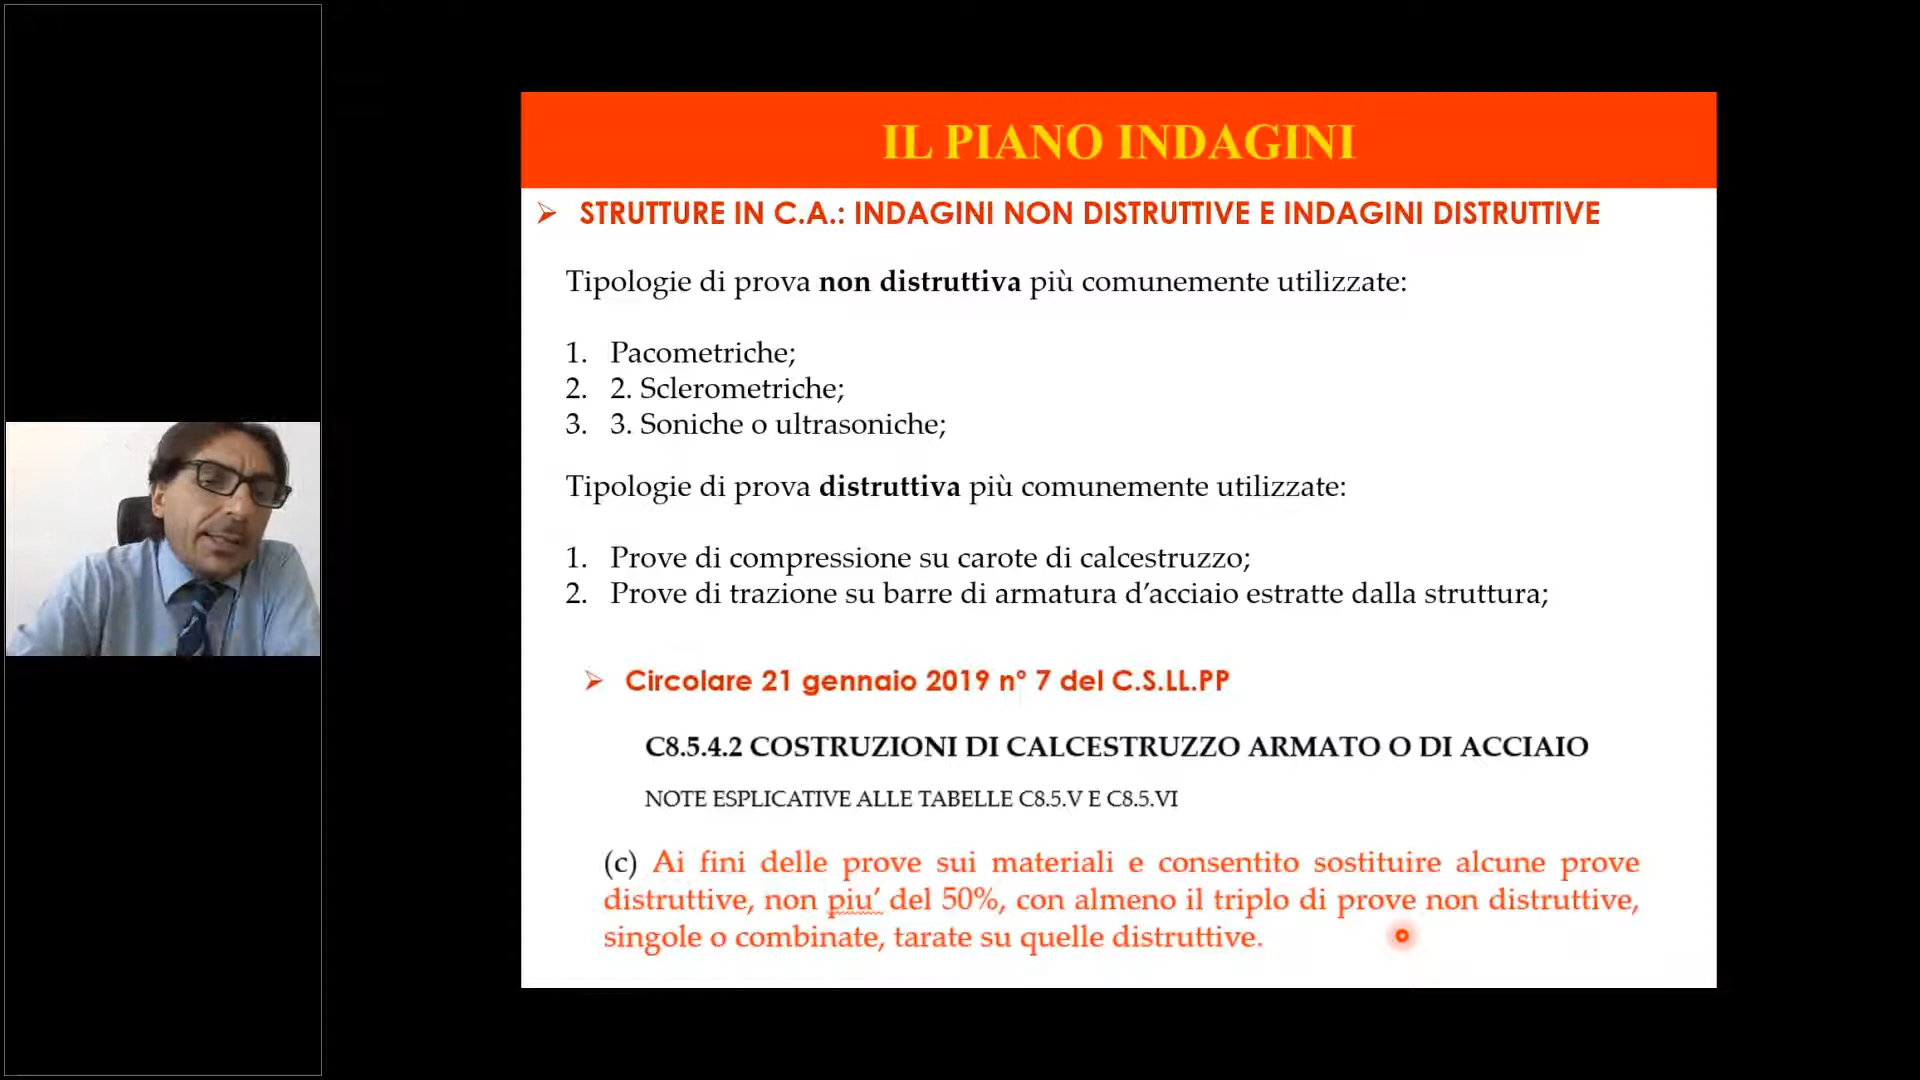 IL PIANO INDAGINI
➢ STRUTTURE IN C.A.: INDAGINI NON DISTRUTTIVE E INDAGINI DISTRUTTIVE
Tipologie di prova non distruttiva più comunemente utilizzate:
1. Pacometriche;
2. 2. Sclerometriche;
3. 3. Soniche o ultrasoniche;
Tipologie di prova distruttiva più comunemente utilizzate:
1. Prove di compressione su carote di calcestruzzo;
2. Prove di trazione su barre di armatura d’acciaio estratte dalla struttura;
➢ Circolare 21 gennaio 2019 n° 7 del C.S.LL.PP
C8.5.4.2 COSTRUZIONI DI CALCESTRUZZO ARMATO O DI ACCIAIO
NOTE ESPLICATIVE ALLE TABELLE C8.5.V E C8.5.VI
(c) Ai fini delle prove sui materiali e consentito sostituire alcune prove
distruttive, non piu’ del 50%, con almeno il triplo di prove non distruttive,
singole o combinate, tarate su quelle distruttive.